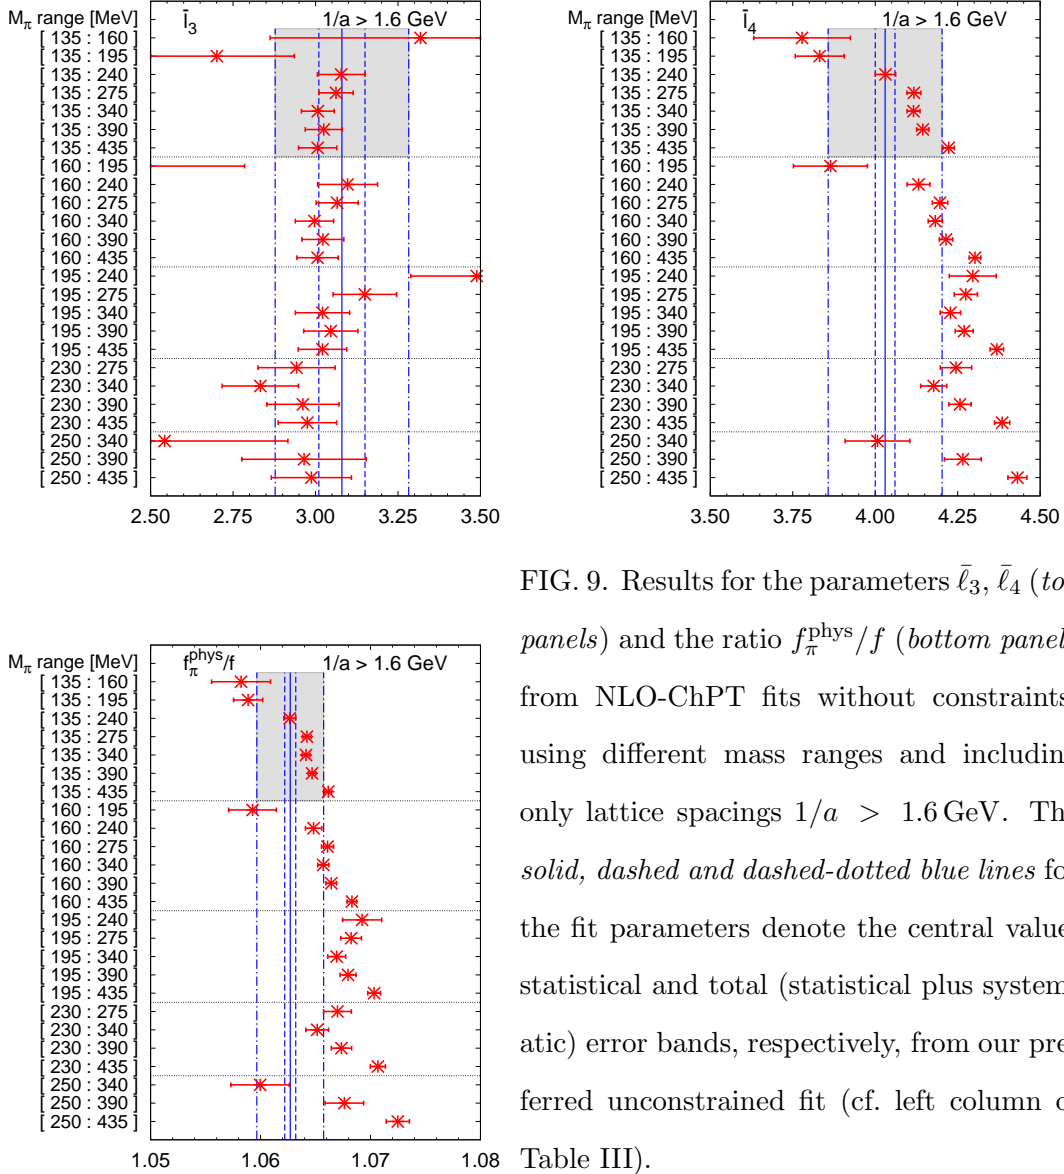 M_π range [MeV] l̄_3 1/a > 1.6 GeV
[ 135 : 160 ]
[ 135 : 195 ]
[ 135 : 240 ]
[ 135 : 275 ]
[ 135 : 340 ]
[ 135 : 390 ]
[ 135 : 435 ]
[ 160 : 195 ]
[ 160 : 240 ]
[ 160 : 275 ]
[ 160 : 340 ]
[ 160 : 390 ]
[ 160 : 435 ]
[ 195 : 240 ]
[ 195 : 275 ]
[ 195 : 340 ]
[ 195 : 390 ]
[ 195 : 435 ]
[ 230 : 275 ]
[ 230 : 340 ]
[ 230 : 390 ]
[ 230 : 435 ]
[ 250 : 340 ]
[ 250 : 390 ]
[ 250 : 435 ]
2.50 2.75 3.00 3.25 3.50
M_π range [MeV] l̄_4 1/a > 1.6 GeV
[ 135 : 160 ]
[ 135 : 195 ]
[ 135 : 240 ]
[ 135 : 275 ]
[ 135 : 340 ]
[ 135 : 390 ]
[ 135 : 435 ]
[ 160 : 195 ]
[ 160 : 240 ]
[ 160 : 275 ]
[ 160 : 340 ]
[ 160 : 390 ]
[ 160 : 435 ]
[ 195 : 240 ]
[ 195 : 275 ]
[ 195 : 340 ]
[ 195 : 390 ]
[ 195 : 435 ]
[ 230 : 275 ]
[ 230 : 340 ]
[ 230 : 390 ]
[ 230 : 435 ]
[ 250 : 340 ]
[ 250 : 390 ]
[ 250 : 435 ]
3.50 3.75 4.00 4.25 4.50
M_π range [MeV] f_π^phys/f 1/a > 1.6 GeV
[ 135 : 160 ]
[ 135 : 195 ]
[ 135 : 240 ]
[ 135 : 275 ]
[ 135 : 340 ]
[ 135 : 390 ]
[ 135 : 435 ]
[ 160 : 195 ]
[ 160 : 240 ]
[ 160 : 275 ]
[ 160 : 340 ]
[ 160 : 390 ]
[ 160 : 435 ]
[ 195 : 240 ]
[ 195 : 275 ]
[ 195 : 340 ]
[ 195 : 390 ]
[ 195 : 435 ]
[ 230 : 275 ]
[ 230 : 340 ]
[ 230 : 390 ]
[ 230 : 435 ]
[ 250 : 340 ]
[ 250 : 390 ]
[ 250 : 435 ]
1.05 1.06 1.07 1.08
FIG. 9. Results for the parameters ℓ̄_3, ℓ̄_4 (to
panels) and the ratio f_π^phys/f (bottom panel
from NLO-ChPT fits without constraints
using different mass ranges and includin
only lattice spacings 1/a > 1.6 GeV. Th
solid, dashed and dashed-dotted blue lines fo
the fit parameters denote the central value
statistical and total (statistical plus system
atic) error bands, respectively, from our pre
ferred unconstrained fit (cf. left column o
Table III).